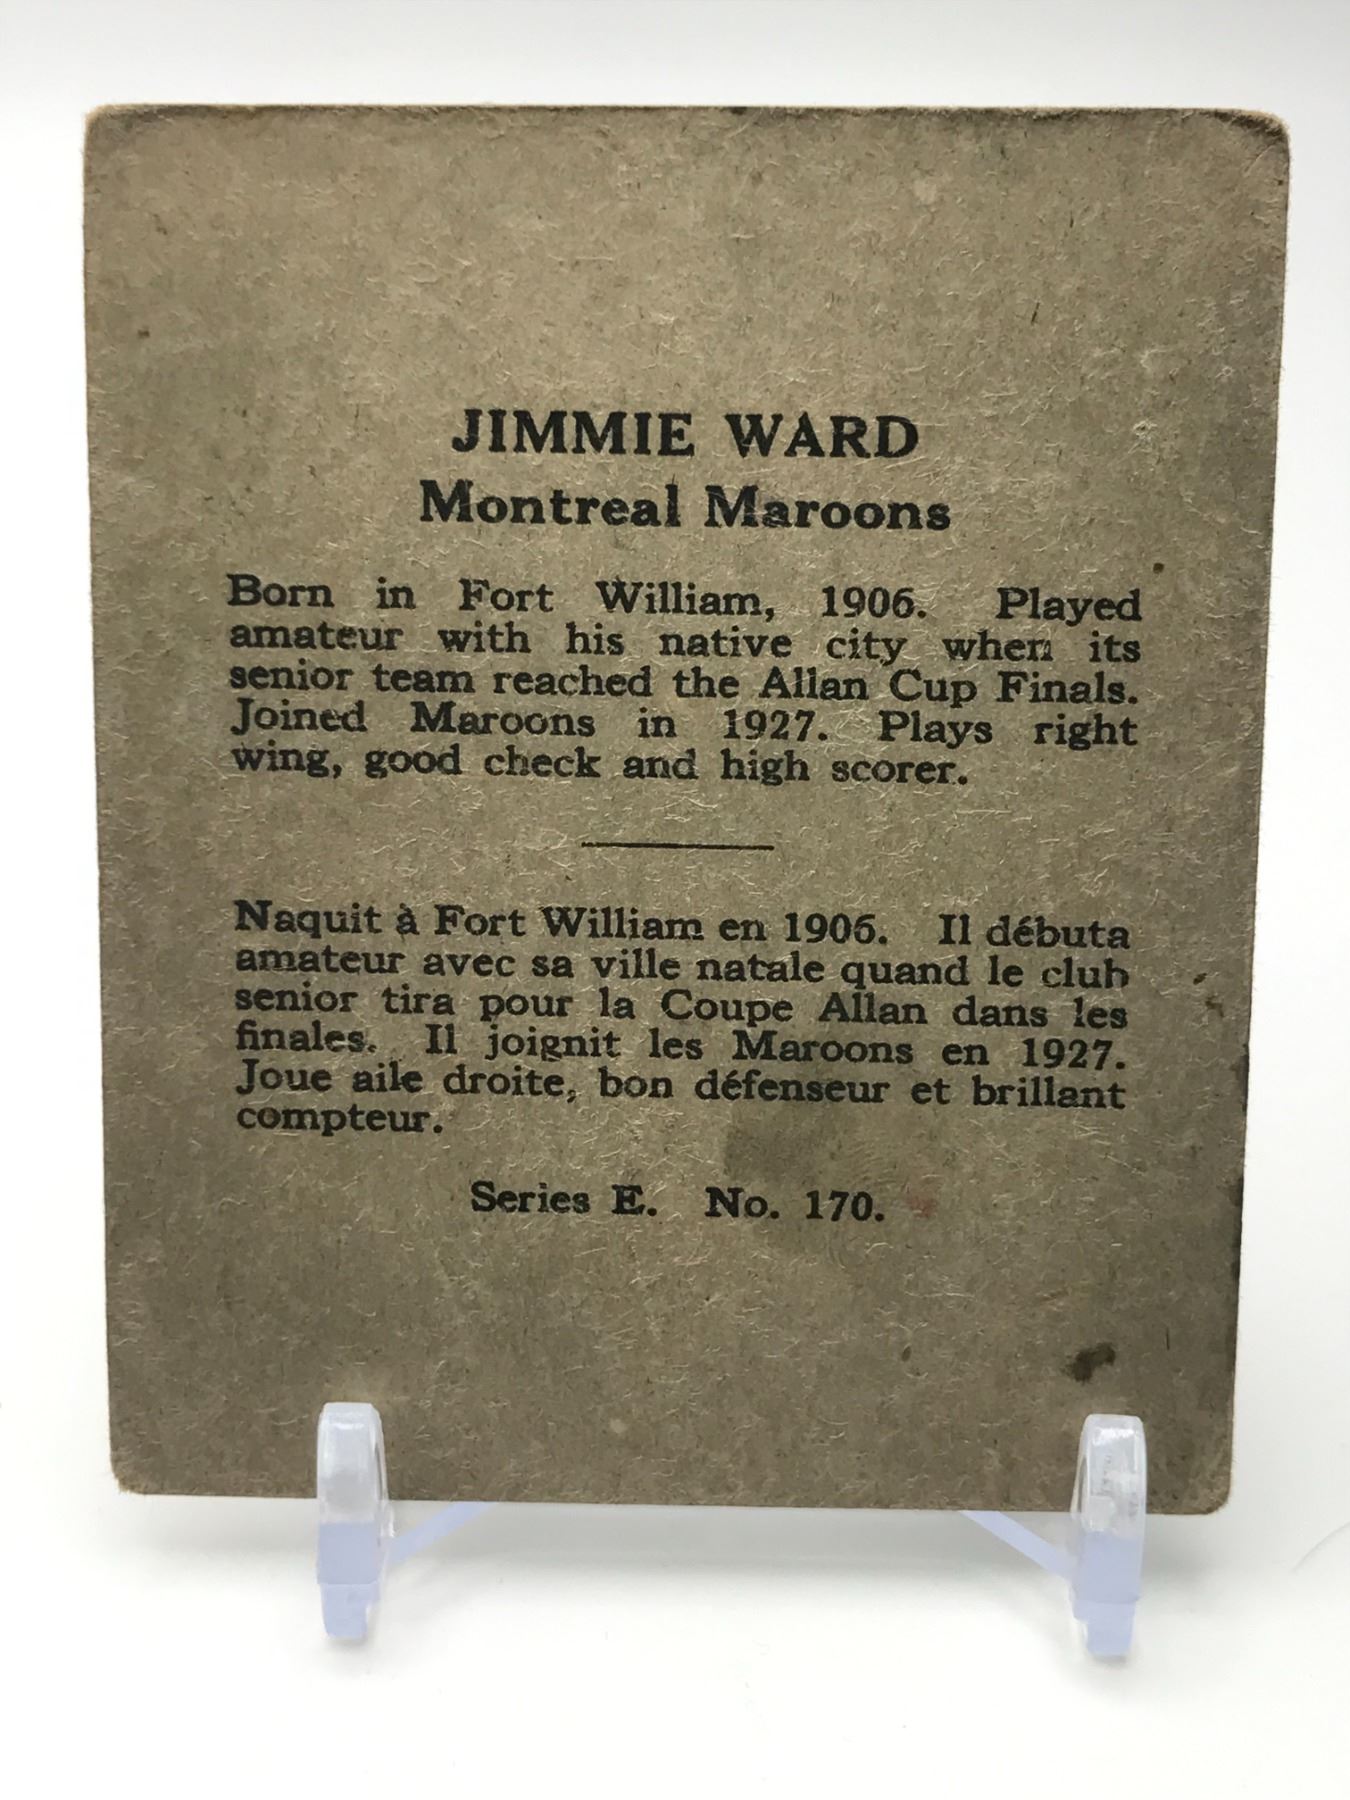 JIMMIE WARD
Montreal Maroons
Born in Fort William, 1906. Played
amateur with his native city when its
senior team reached the Allan Cup Finals.
Joined Maroons in 1927. Plays right
wing, good check and high scorer.
Naquit à Fort William en 1906. Il débuta
amateur avec sa ville natale quand le club
senior tira pour la Coupe Allan dans les
finales. Il joignit les Maroons en 1927.
Joue aile droite, bon défenseur et brillant
compteur.
Series E. No. 170.